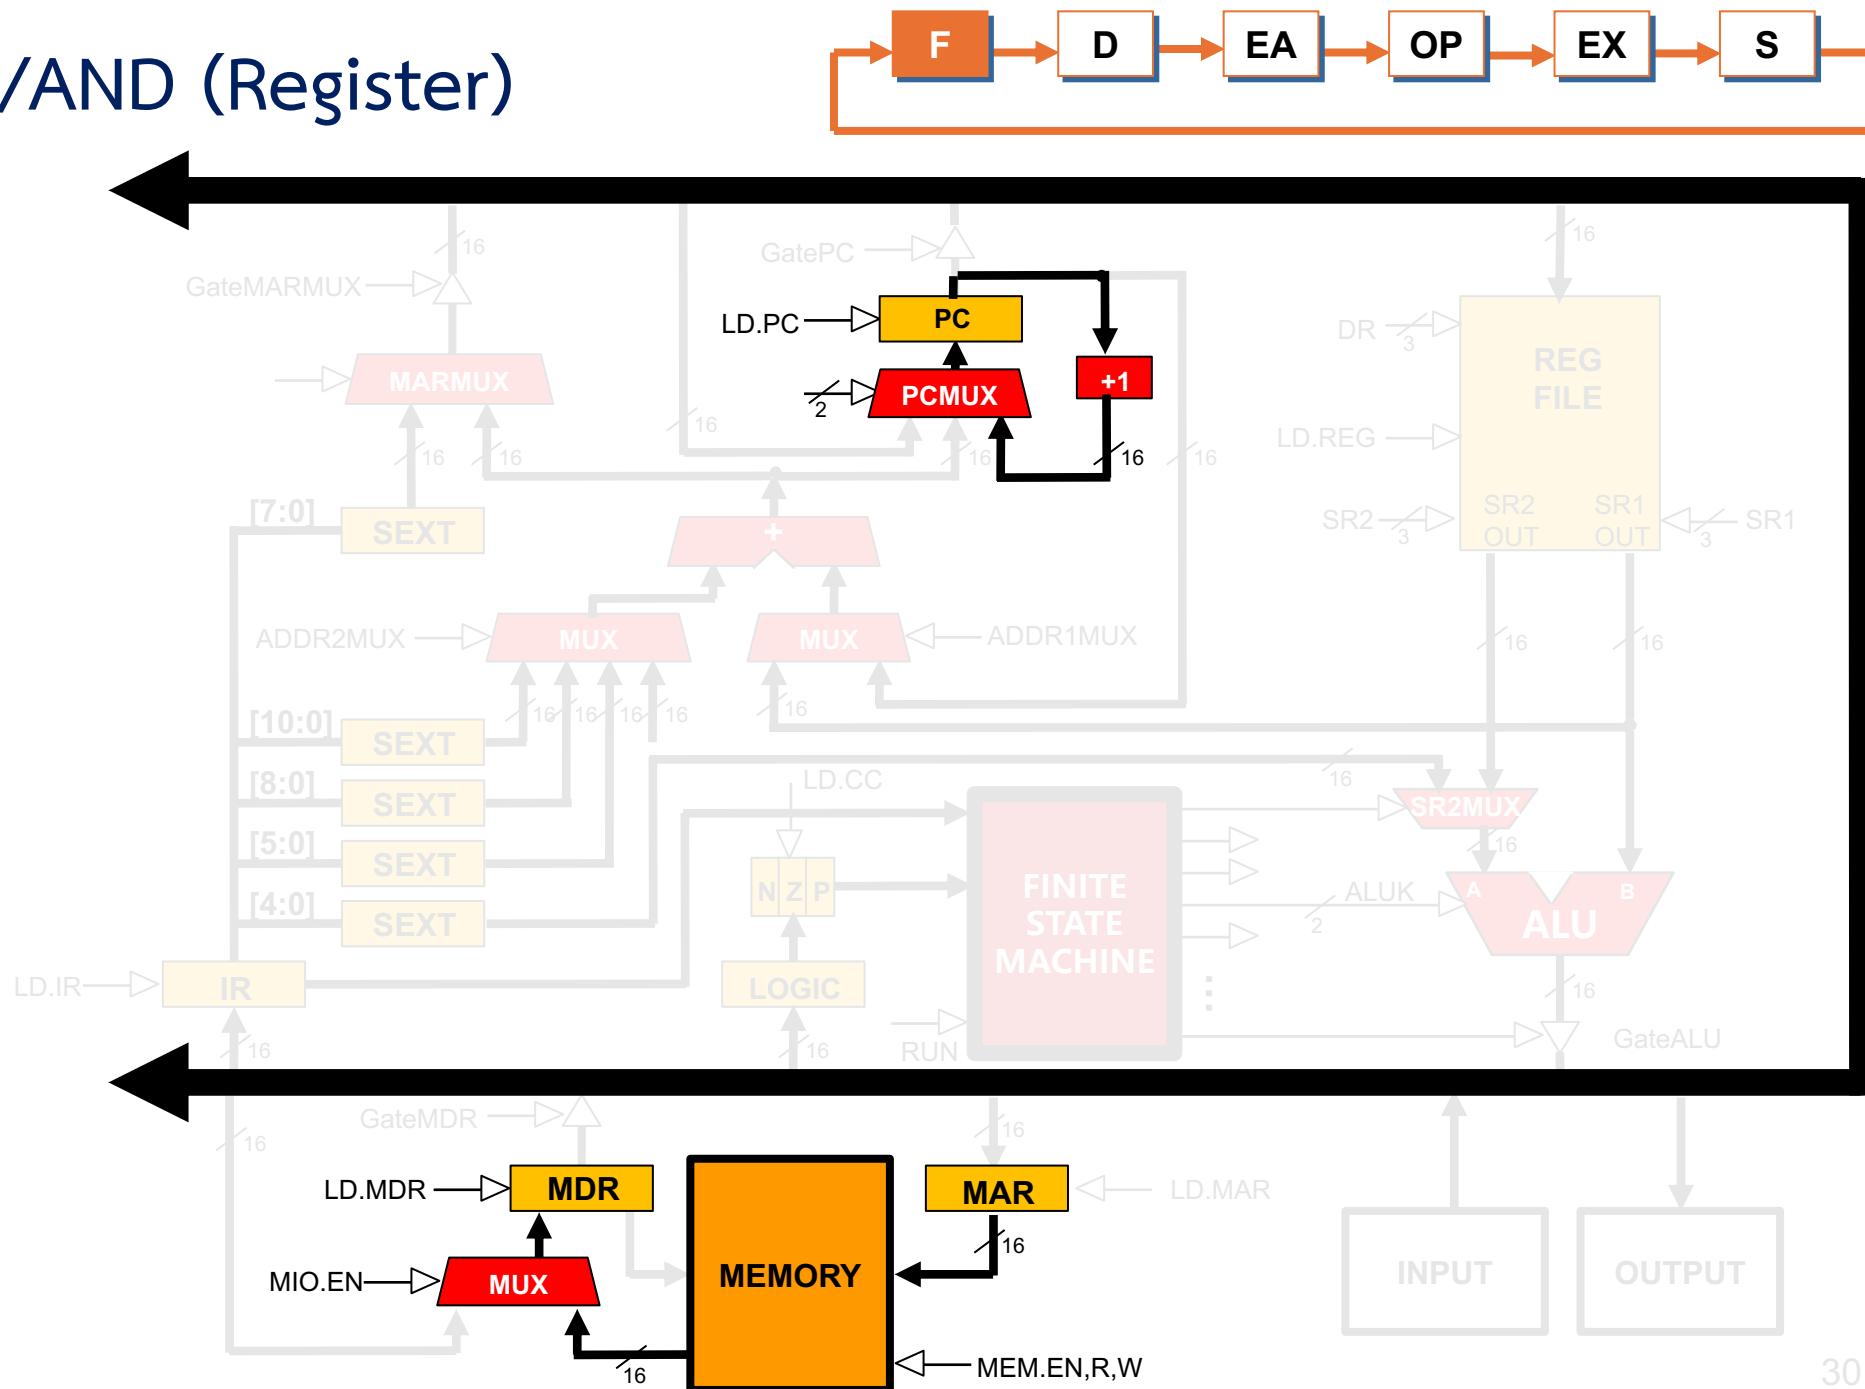 /AND (Register)
F D EA OP EX S
16
GatePC
16
GateMARMUX
LD.PC
PC
DR
3
REG
FILE
MARMUX
2
PCMUX
+1
16
LD.REG
16
16
16
16
16
[7:0]
SEXT
+
SR2
3
SR2
OUT
SR1
OUT
3
SR1
ADDR2MUX
MUX
MUX
ADDR1MUX
16
16
16
16
16
16
16
[10:0]
SEXT
[8:0]
SEXT
LD.CC
16
SR2MUX
[5:0]
SEXT
16
N Z P
FINITE
STATE
MACHINE
ALUK
2
A
B
ALU
[4:0]
SEXT
LD.IR
IR
LOGIC
16
RUN
GateALU
16
16
GateMDR
16
16
LD.MDR
MDR
MAR
LD.MAR
16
MIO.EN
MUX
MEMORY
INPUT
OUTPUT
16
MEM.EN,R,W
30